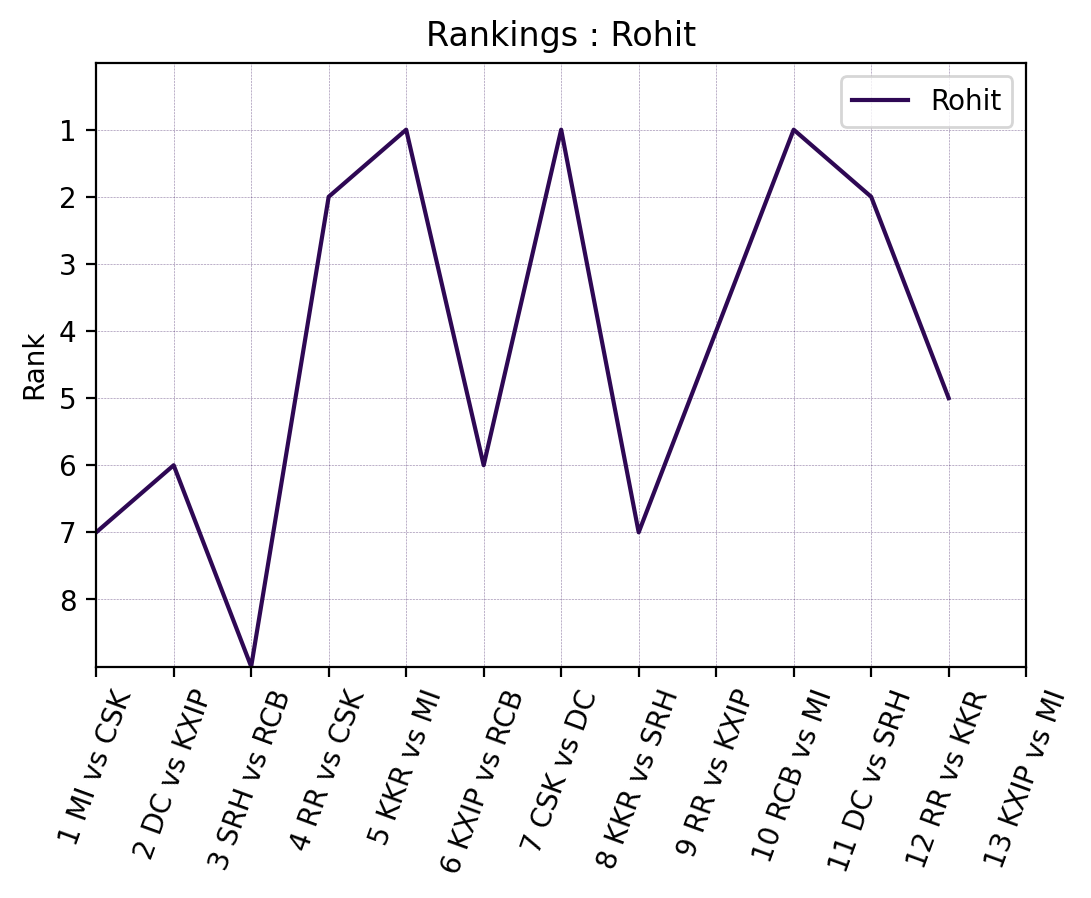 Rankings : Rohit
Rohit
Rank
1
2
3
4
5
6
7
8
1 MI vs CSK
2 DC vs KXIP
3 SRH vs RCB
4 RR vs CSK
5 KKR vs MI
6 KXIP vs RCB
7 CSK vs DC
8 KKR vs SRH
9 RR vs KXIP
10 RCB vs MI
11 DC vs SRH
12 RR vs KKR
13 KXIP vs MI